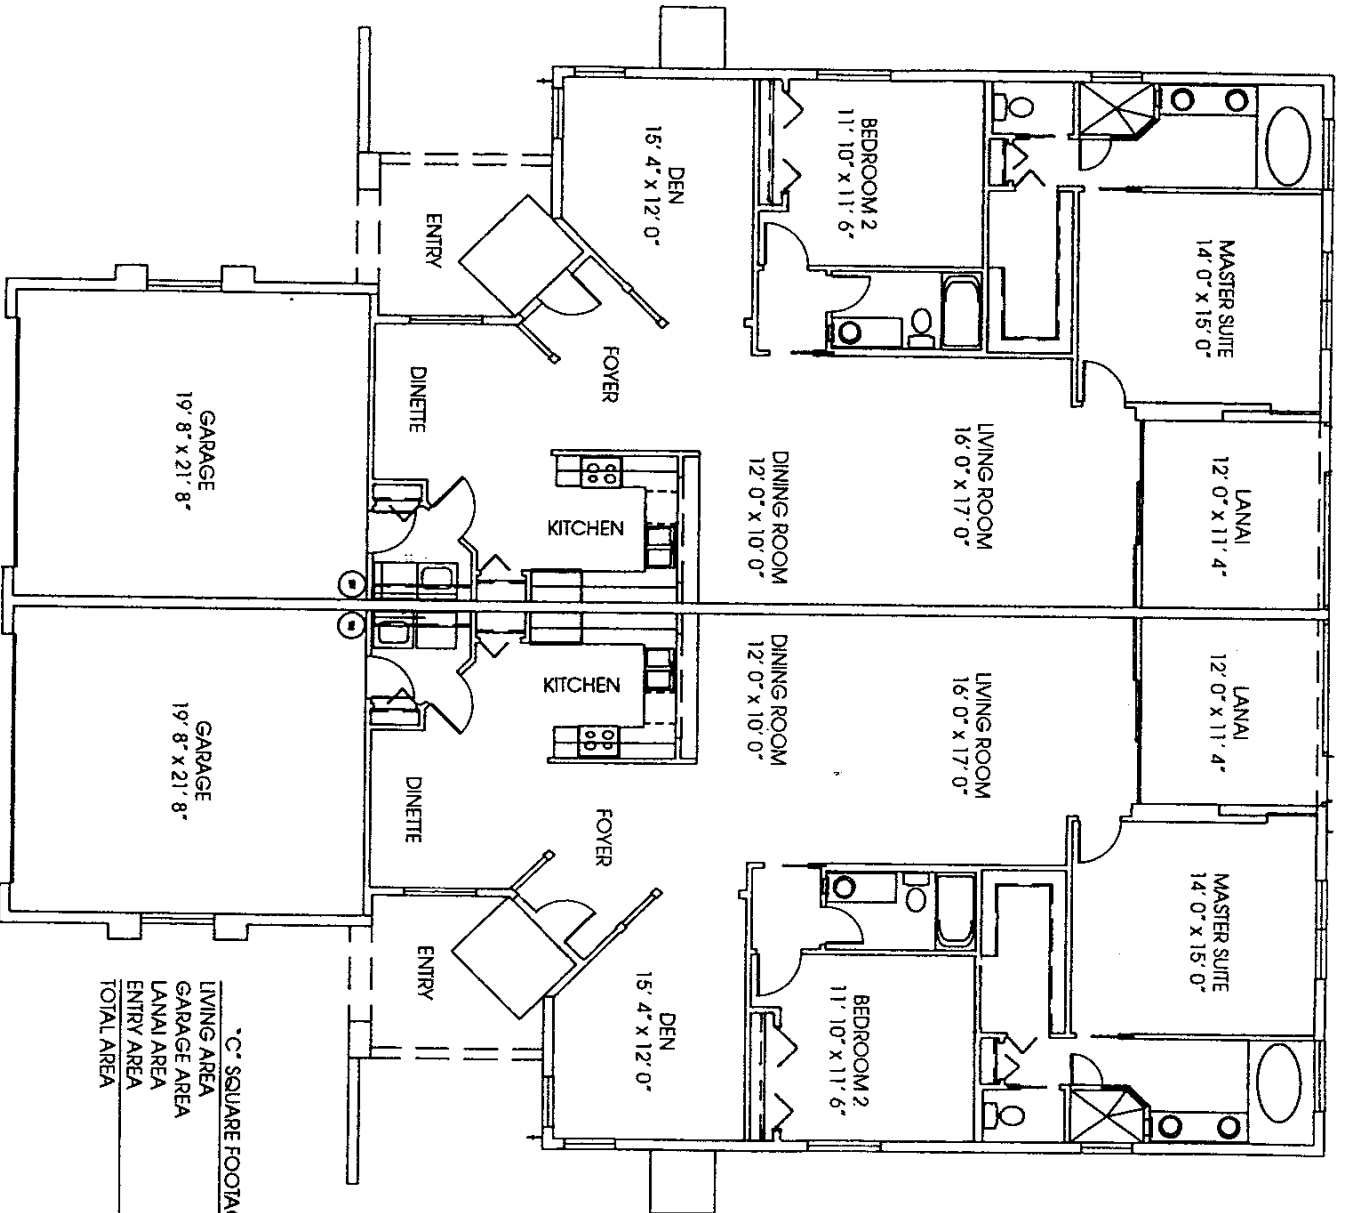 MASTER SUITE
14' 0" x 15' 0"
LANAI
12' 0" x 11' 4"
LANAI
12' 0" x 11' 4"
MASTER SUITE
14' 0" x 15' 0"
LIVING ROOM
16' 0" x 17' 0"
LIVING ROOM
16' 0" x 17' 0"
BEDROOM 2
11' 10" x 11' 6"
BEDROOM 2
11' 10" x 11' 6"
DINING ROOM
12' 0" x 10' 0"
DINING ROOM
12' 0" x 10' 0"
DEN
15' 4" x 12' 0"
DEN
15' 4" x 12' 0"
FOYER
KITCHEN
KITCHEN
FOYER
ENTRY
DINETTE
DINETTE
ENTRY
GARAGE
19' 8" x 21' 8"
GARAGE
19' 8" x 21' 8"
"C" SQUARE
LIVING AREA
GARAGE AREA
LANAI AREA
ENTRY AREA
TOTAL AREA